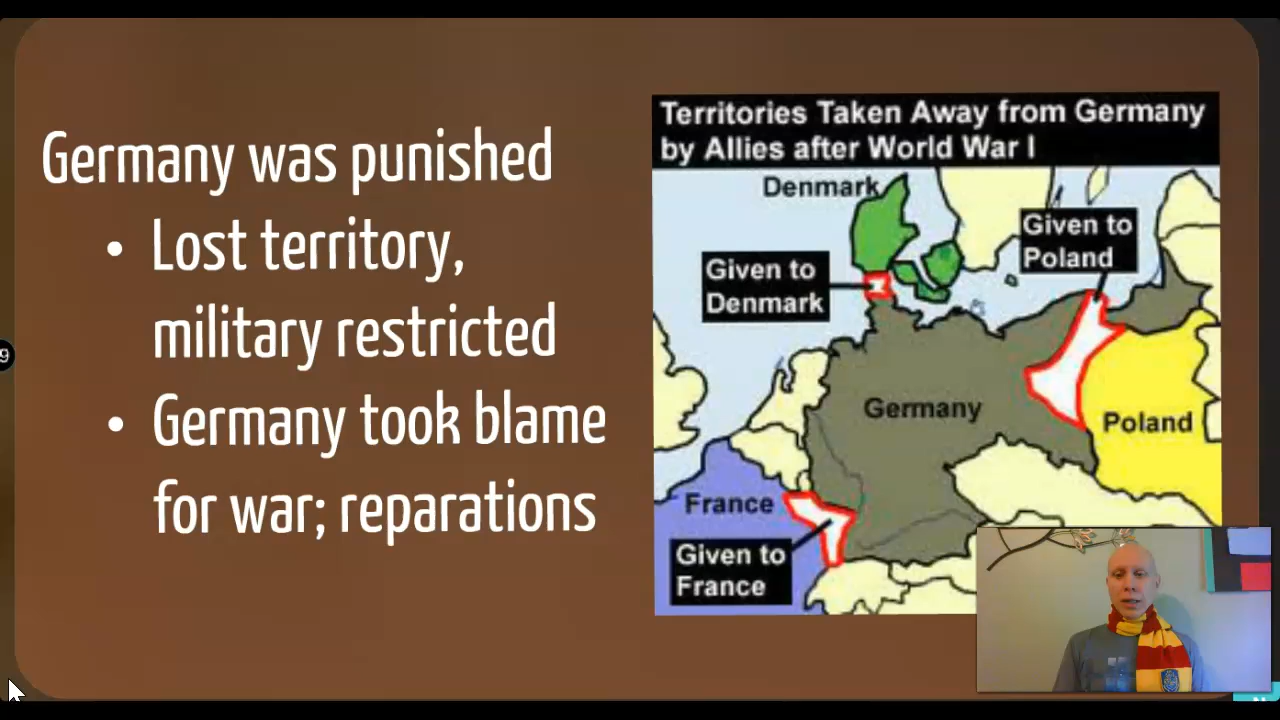 Germany was punished
• Lost territory,
military restricted
• Germany took blame
for war; reparations
Territories Taken Away from Germany
by Allies after World War I
Denmark
Given to
Poland
Given to
Denmark
Germany
Poland
France
Given to
France
9